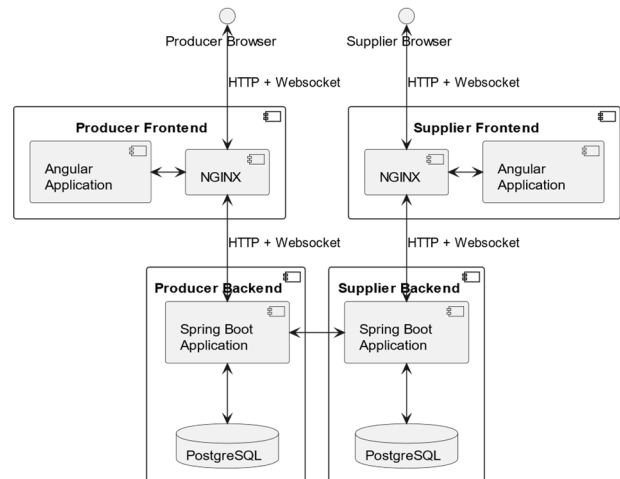 Producer Browser
Supplier Browser
HTTP + Websocket
HTTP + Websocket
Producer Frontend
Supplier Frontend
Angular
Application
NGINX
NGINX
Angular
Application
HTTP + Websocket
HTTP + Websocket
Producer Backend
Supplier Backend
Spring Boot
Application
Spring Boot
Application
PostgreSQL
PostgreSQL